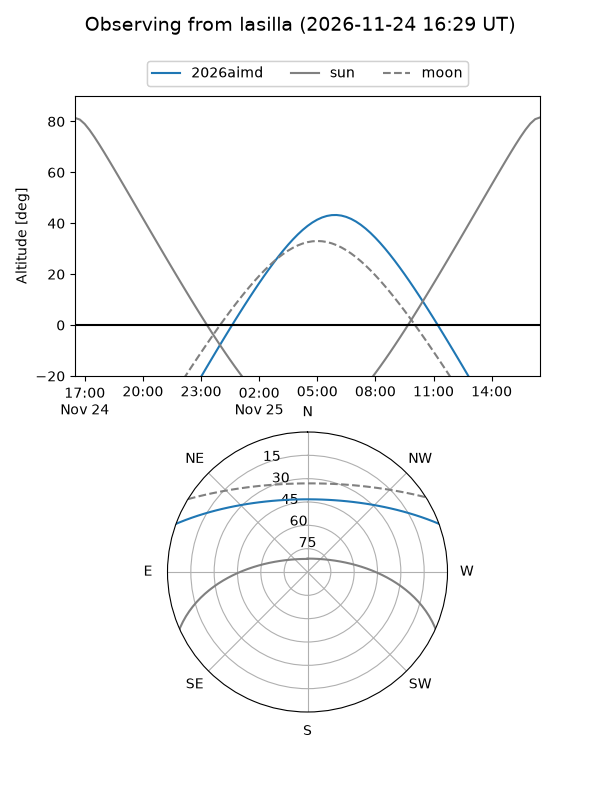 Observing from lasilla (2026-11-24 16:29 UT)
2026aimd sun moon
80
60
40
20
0
−20
Altitude [deg]
17:00 20:00 23:00 02:00 05:00 08:00 11:00 14:00
Nov 24 Nov 25
N
NE NW
15
30
45
60
75
E W
SE SW
S